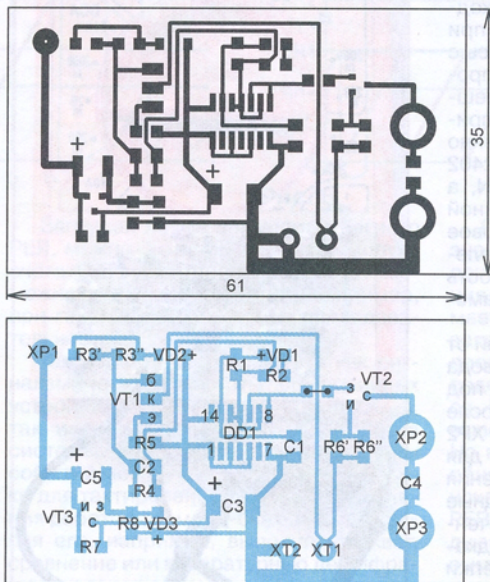 +
+
35
61
XP1 R3' R3'' VD2+ +VD1
R1 R2
б
VT1 к
э
14 8
DD1
1 7
R5
з VT2
и с
C1
R6' R6''
XP2
C4
XP3
+
C5
C2
R4
C3 +
VT3 и з
с
R8 VD3
+
R7
XT2 XT1